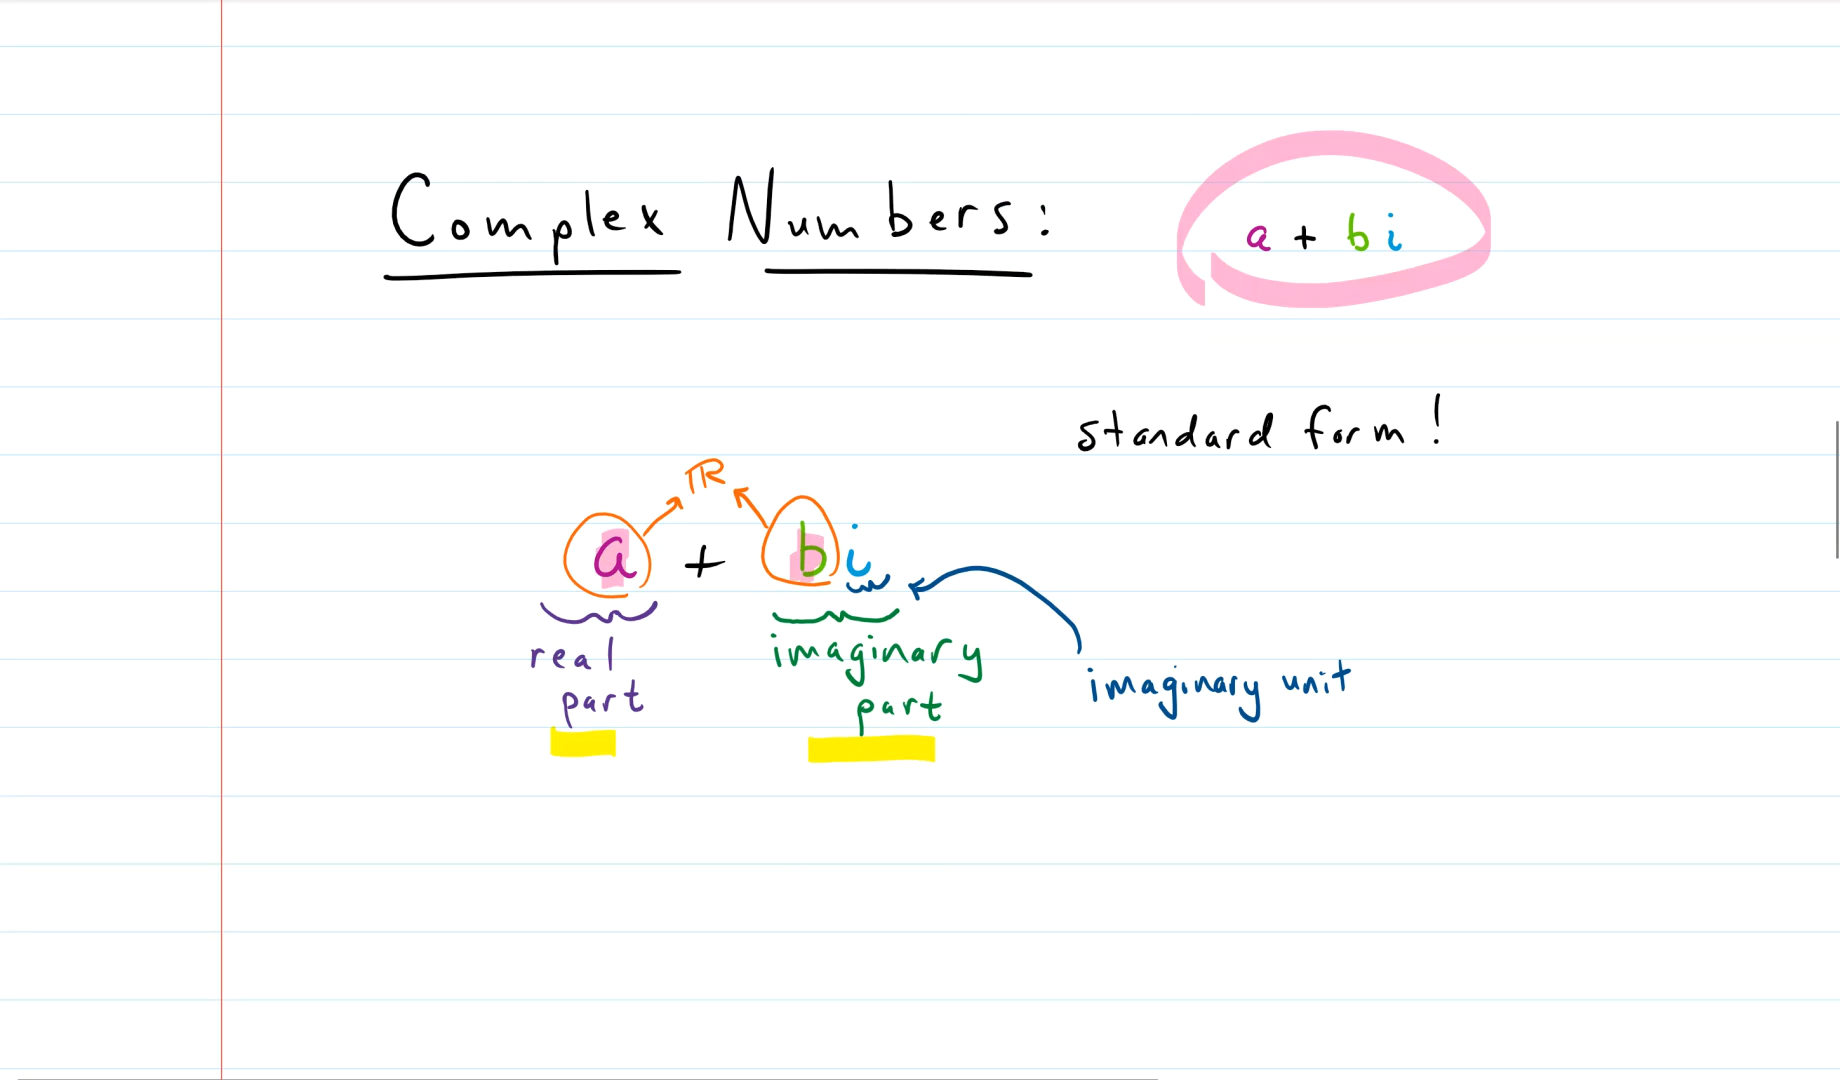 Complex Numbers: a + bi
standard form!
ℝ
a + bi
real part
imaginary part
imaginary unit